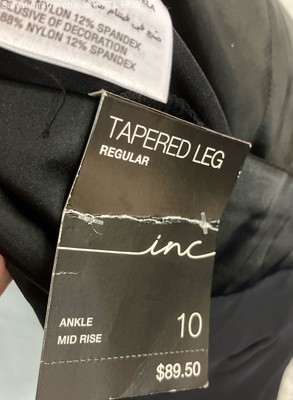 NYLON 12% SPANDEX
EXCLUSIVE OF DECORATION
88% NYLON 12% SPANDEX
TAPERED LEG
REGULAR
inc
ANKLE
MID RISE
10
$89.50